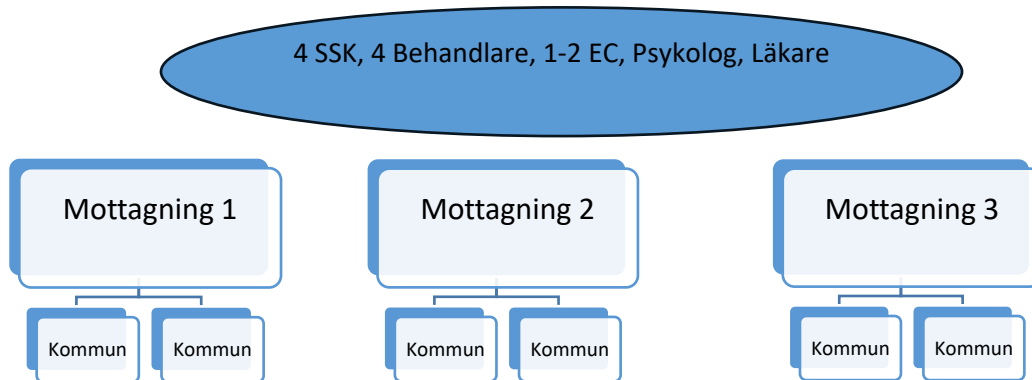 4 SSK, 4 Behandlare, 1-2 EC, Psykolog, Läkare
Mottagning 1
Mottagning 2
Mottagning 3
Kommun
Kommun
Kommun
Kommun
Kommun
Kommun